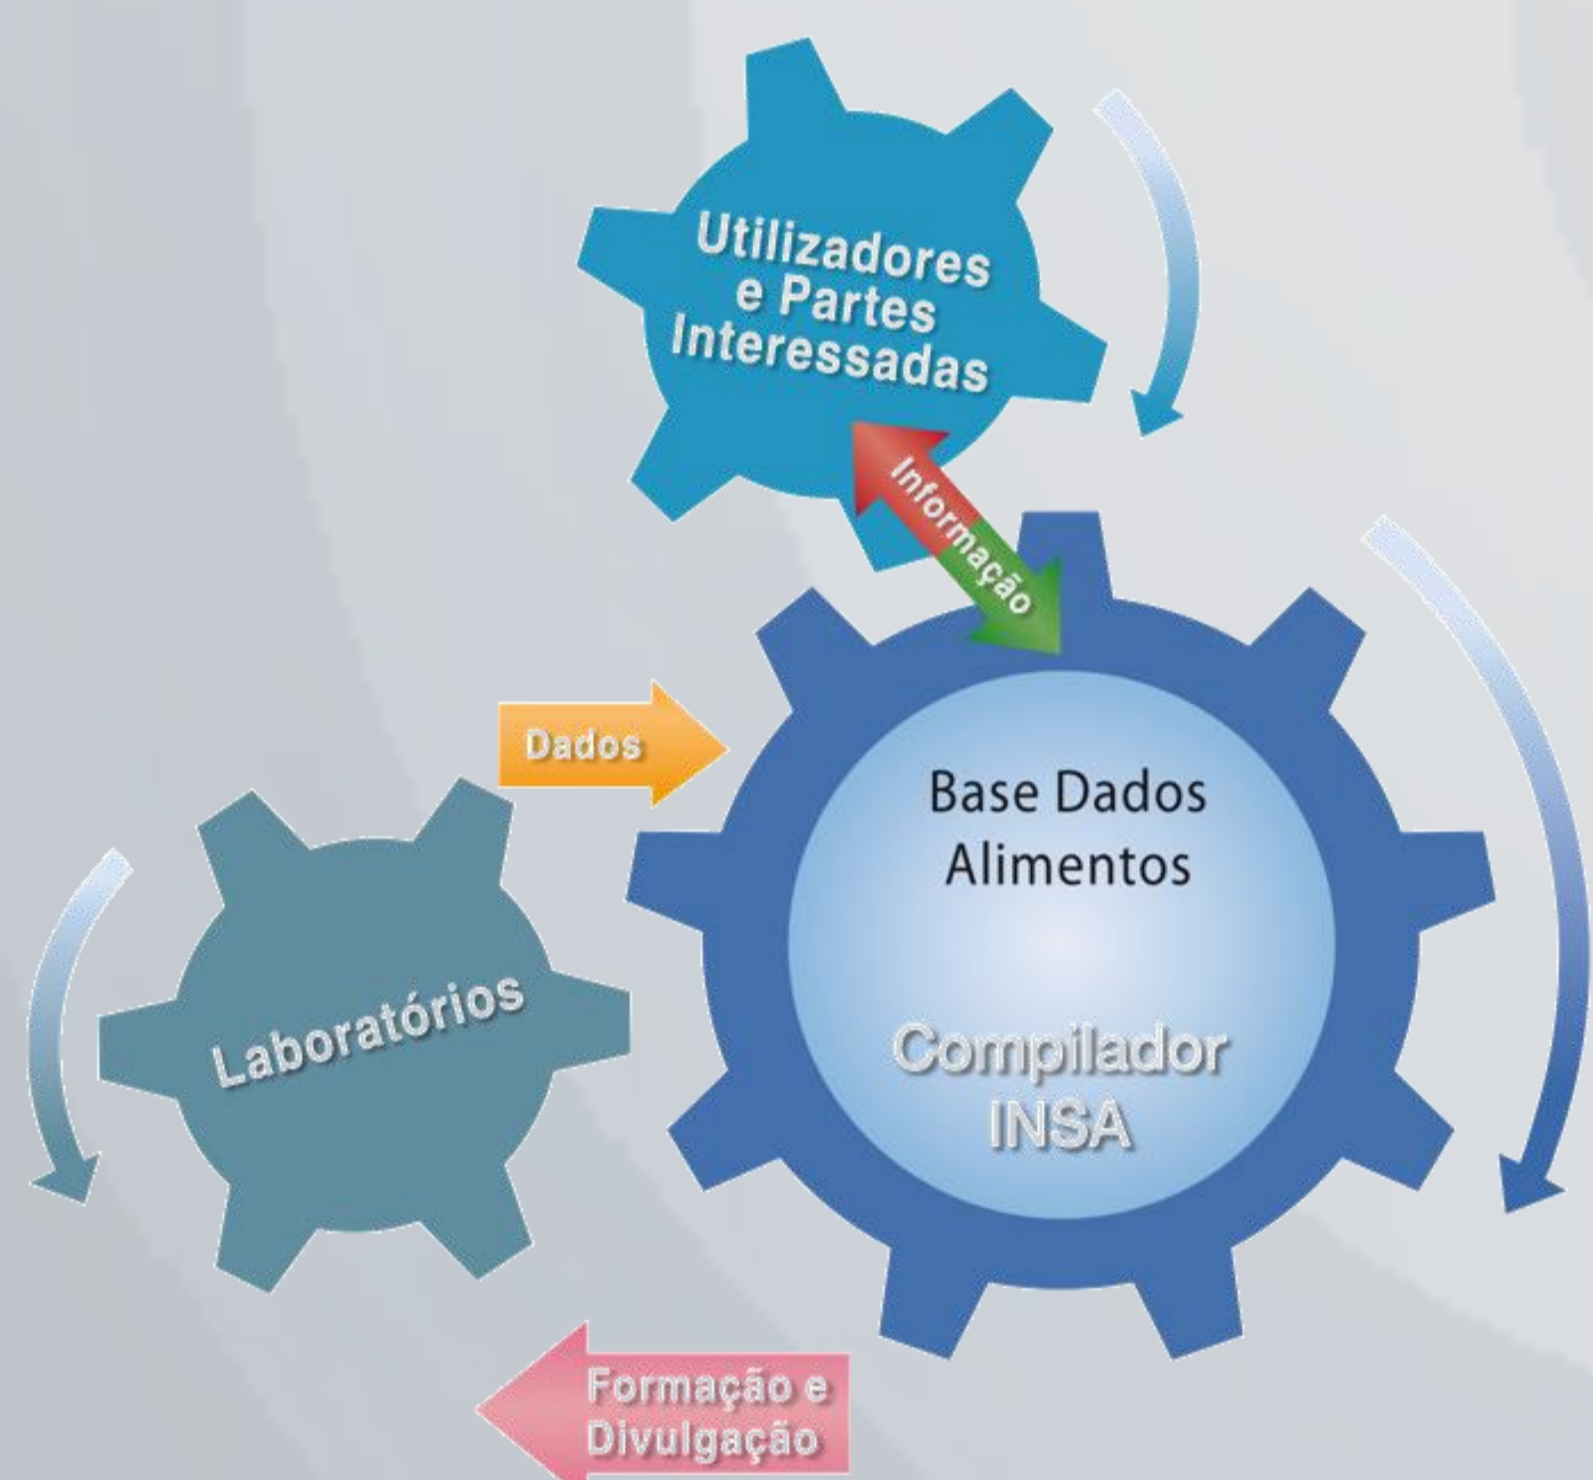 Utilizadores
e Partes
Interessadas
Informação
Dados
Base Dados
Alimentos
Compilador
INSA
Laboratórios
Formação e
Divulgação